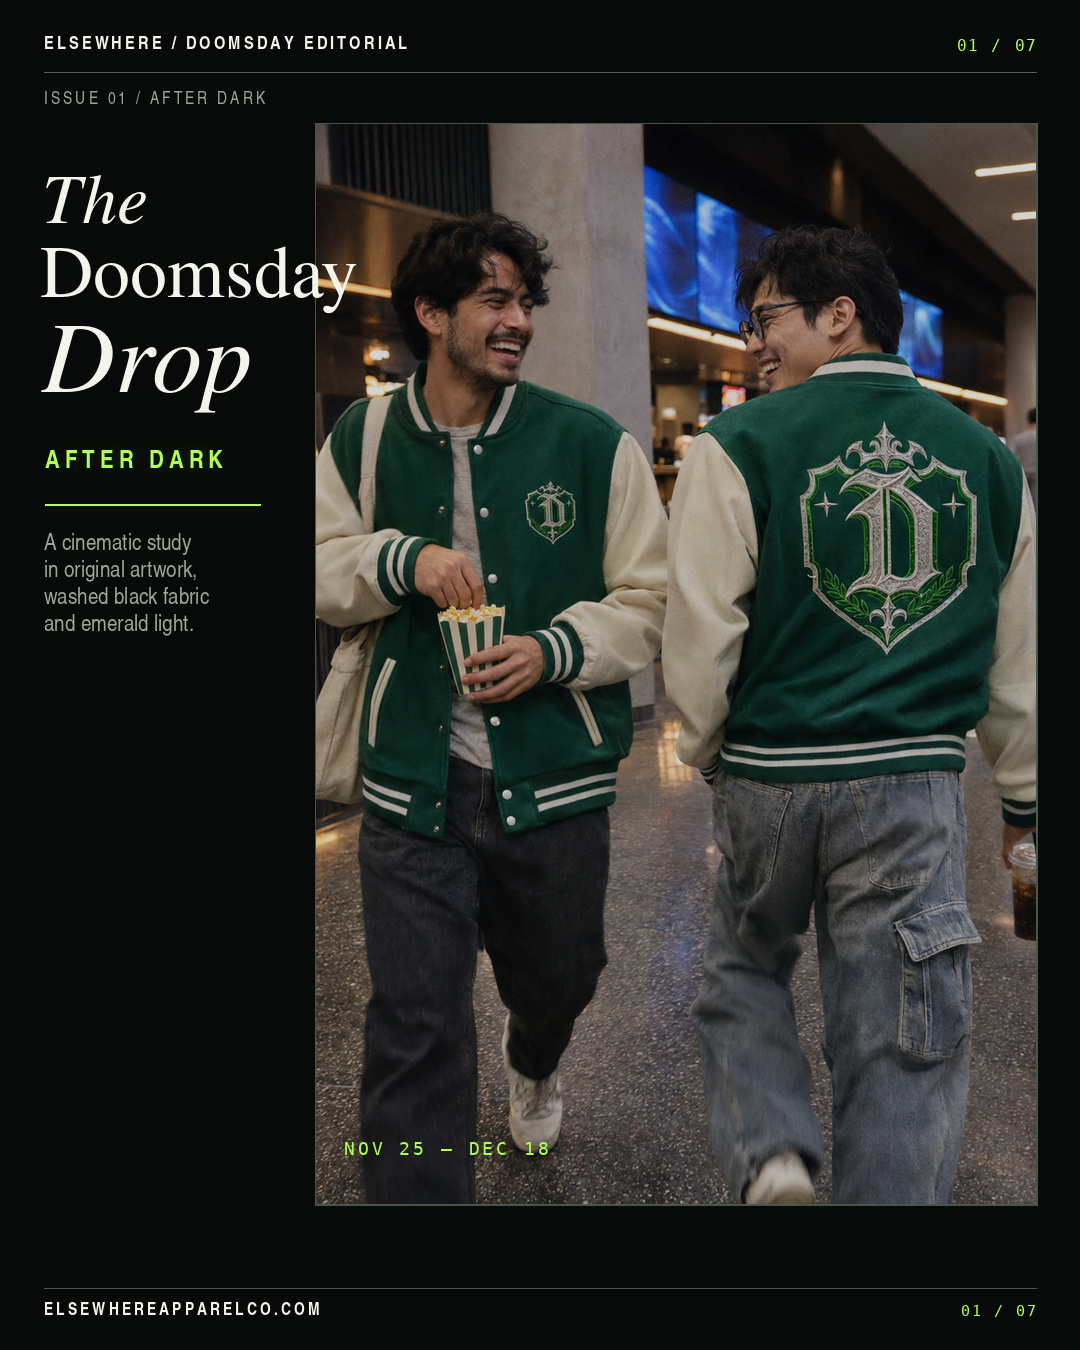 ELSEWHERE / DOOMSDAY EDITORIAL
01 / 07
ISSUE 01 / AFTER DARK
The
Doomsday
Drop
AFTER DARK
A cinematic study
in original artwork,
washed black fabric
and emerald light.
D
D
NOV 25 — DEC 18
ELSEWHEREAPPARELCO.COM
01 / 07